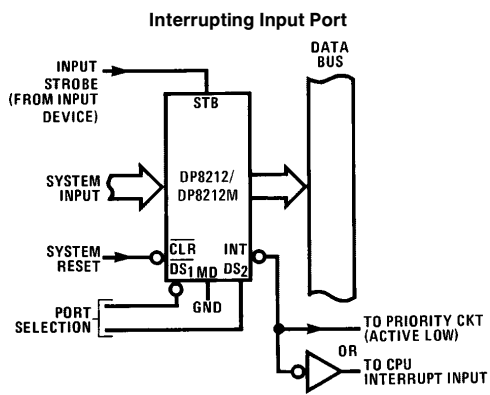 Interrupting Input Port
DATA
BUS
INPUT
STROBE
(FROM INPUT
DEVICE)
STB
DP8212/
DP8212M
SYSTEM
INPUT
SYSTEM
RESET
CLR
INT
DS1 MD DS2
GND
PORT
SELECTION
TO PRIORITY CKT
(ACTIVE LOW)
OR
TO CPU
INTERRUPT INPUT